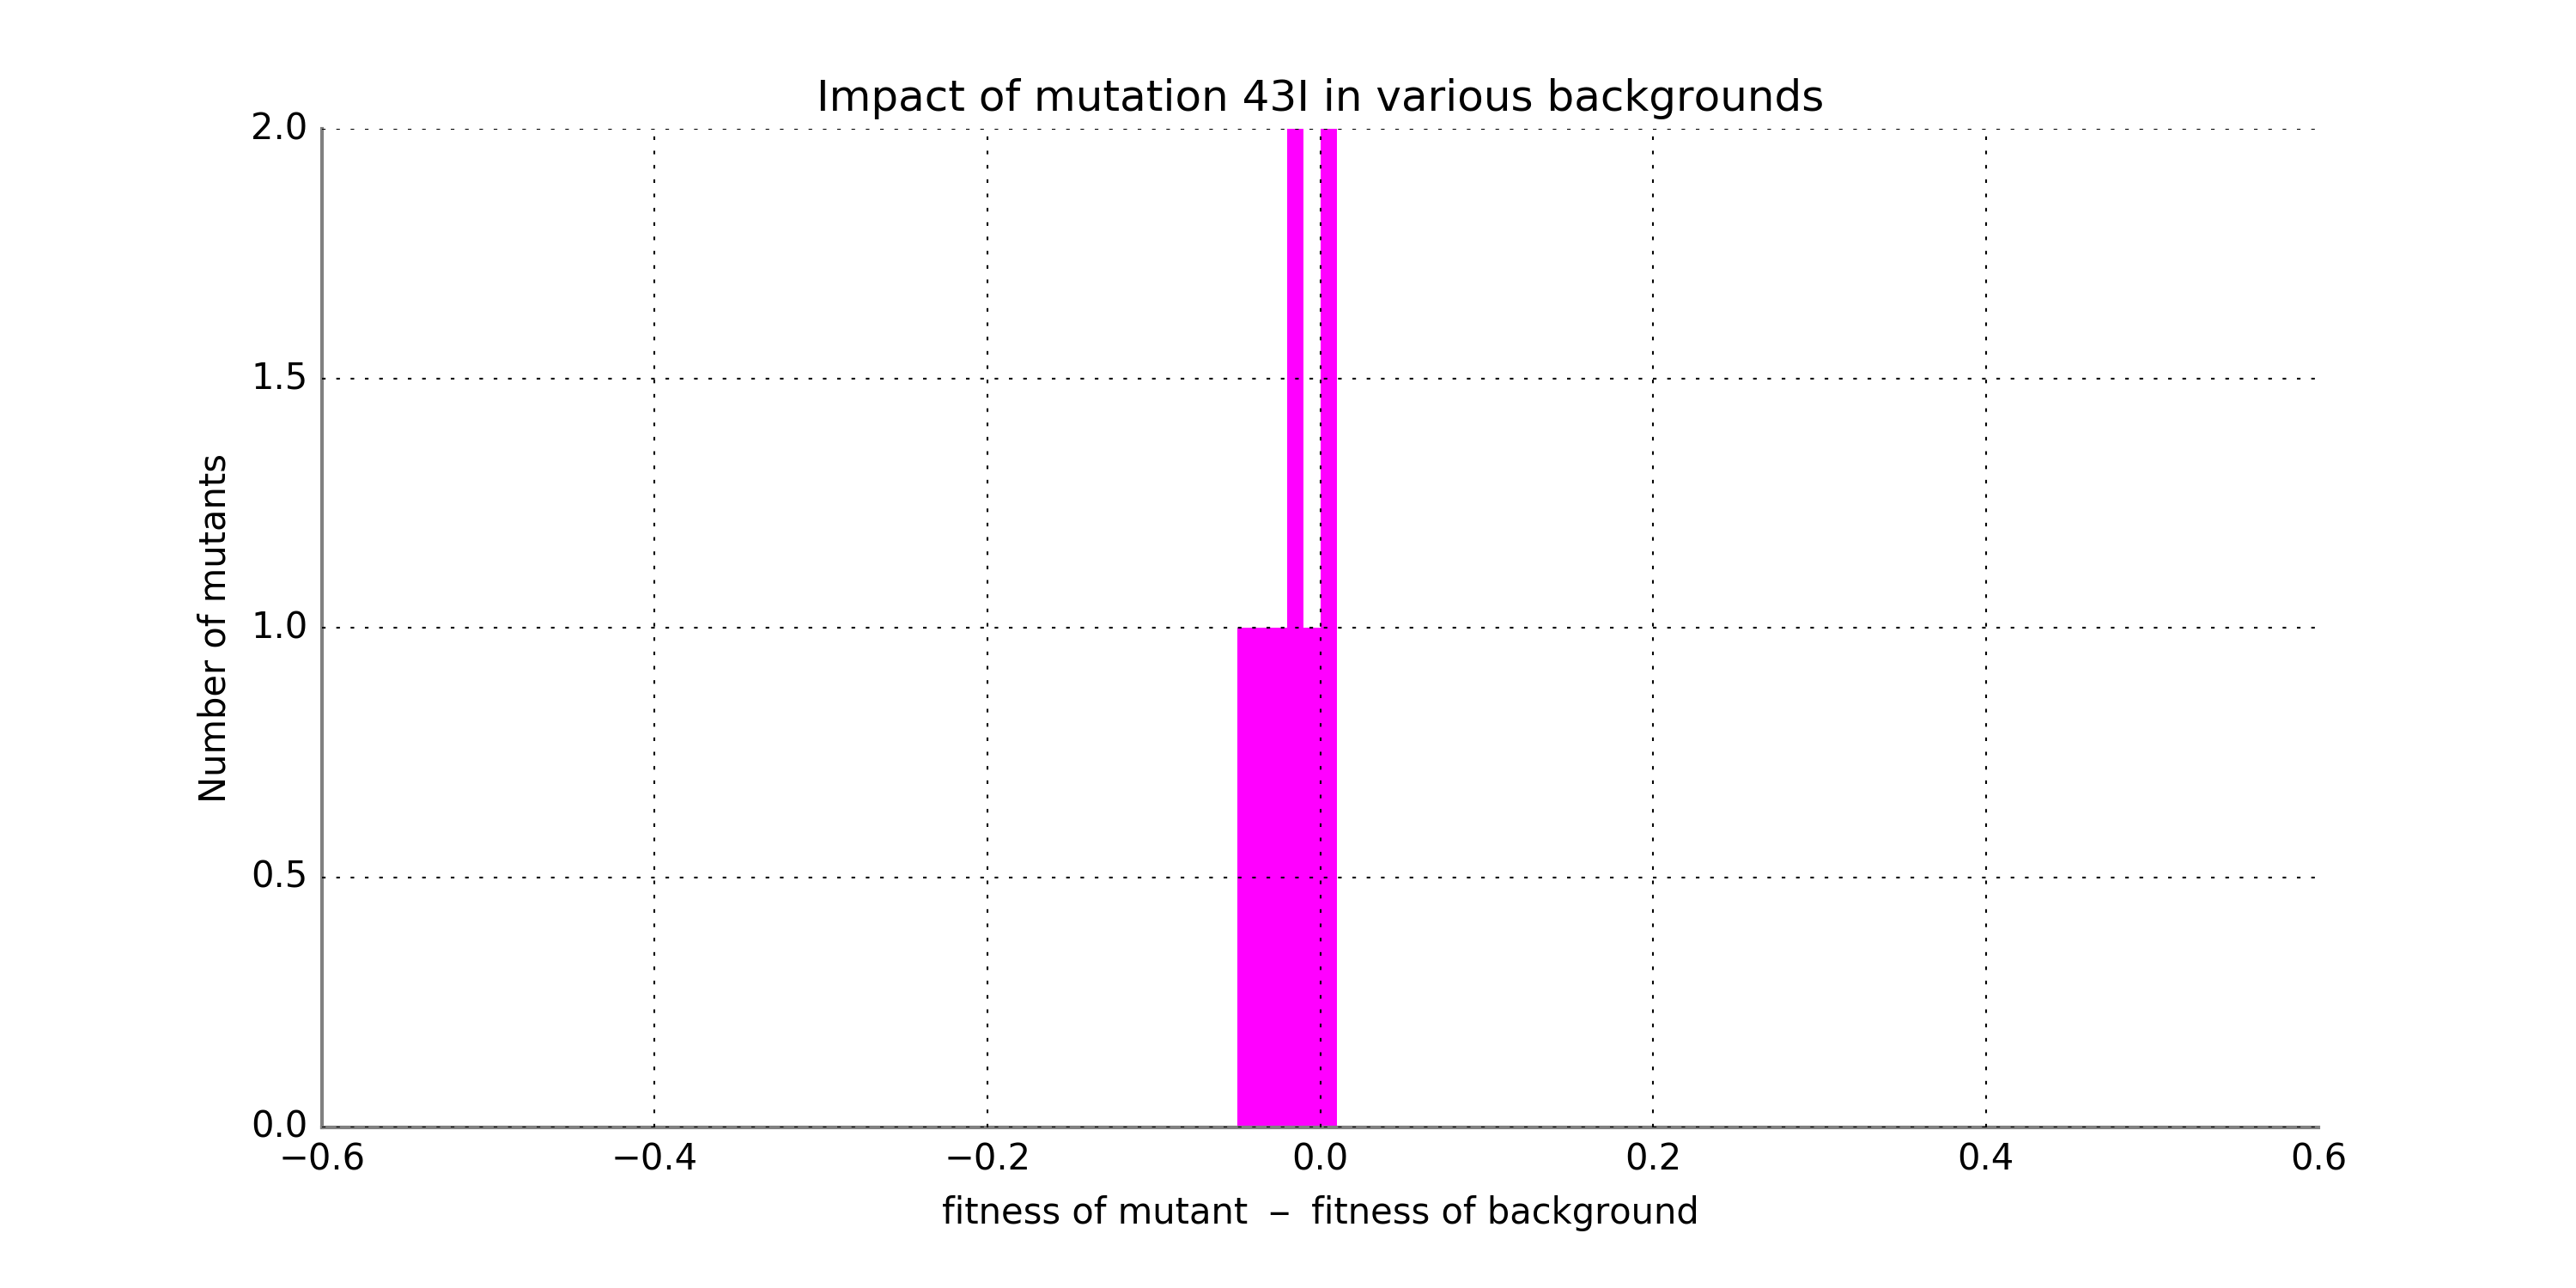 Impact of mutation 43I in various backgrounds
2.0
1.5
1.0
0.5
0.0
Number of mutants
−0.6 −0.4 −0.2 0.0 0.2 0.4 0.6
fitness of mutant − fitness of background